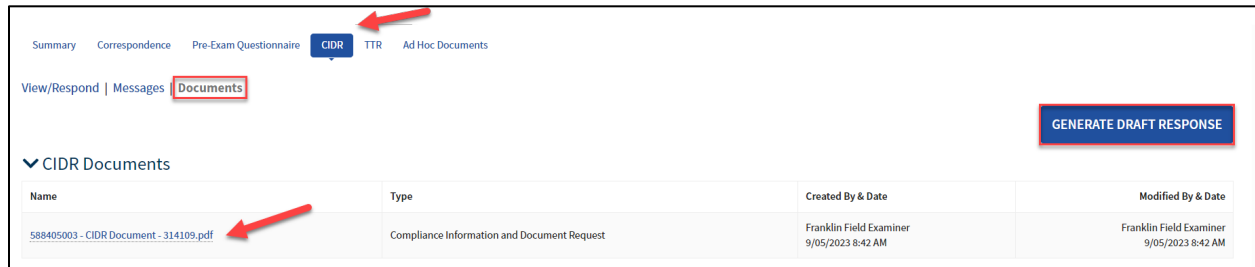 Summary Correspondence Pre-Exam Questionnaire CIDR TTR Ad Hoc Documents
View/Respond | Messages | Documents
GENERATE DRAFT RESPONSE
CIDR Documents
Name Type Created By & Date Modified By & Date
588405003 - CIDR Document - 314109.pdf Compliance Information and Document Request Franklin Field Examiner Franklin Field Examiner
9/05/2023 8:42 AM 9/05/2023 8:42 AM